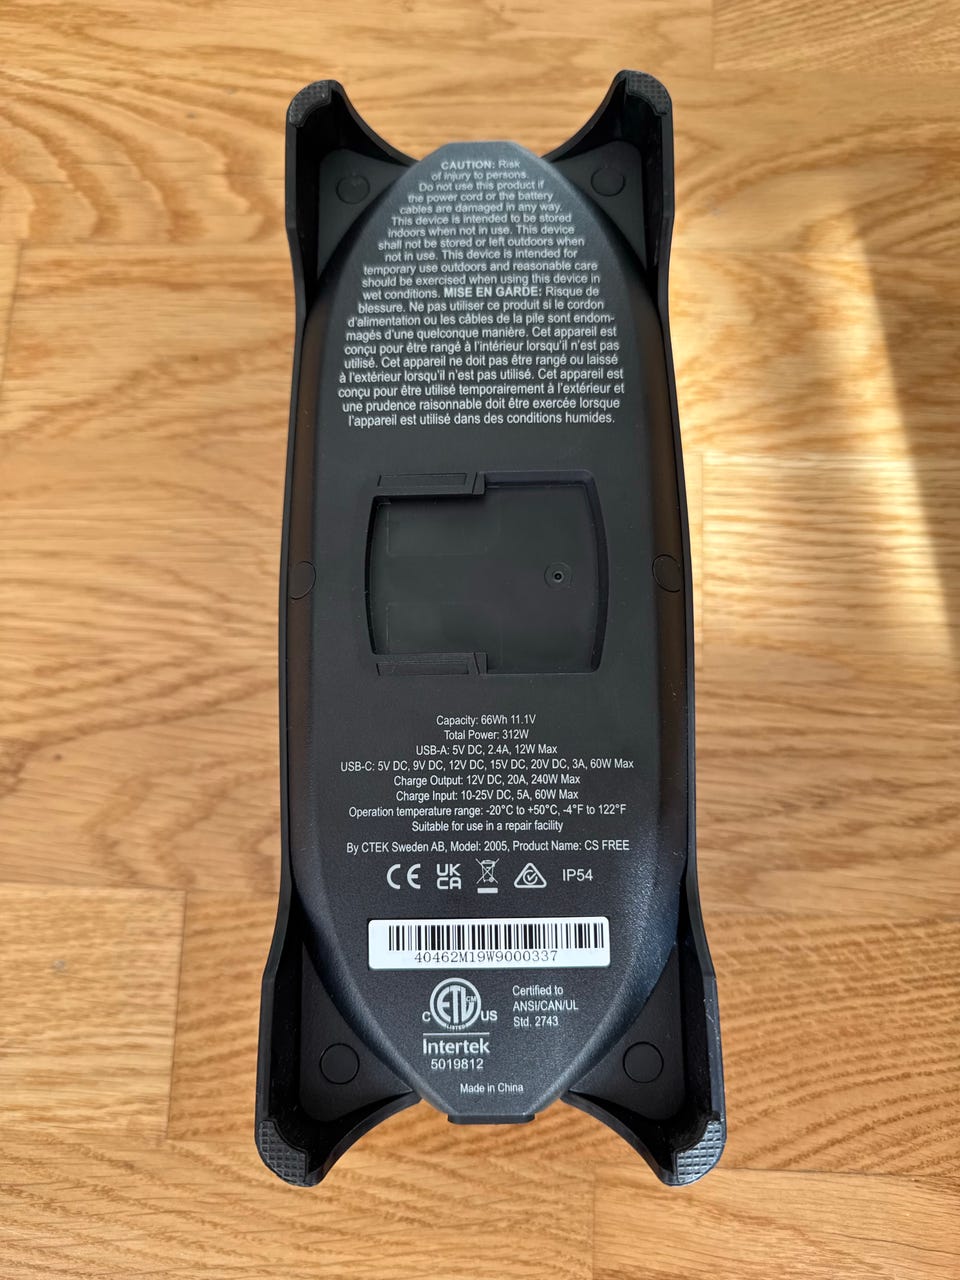 CAUTION: Risk
of injury to persons.
Do not use this product if
the power cord or the battery
cables are damaged in any way.
This device is intended to be stored
indoors when not in use. This device
shall not be stored or left outdoors when
not in use. This device is intended for
temporary use outdoors and reasonable care
should be exercised when using this device in
wet conditions. MISE EN GARDE: Risque de
blessure. Ne pas utiliser ce produit si le cordon
d'alimentation ou les câbles de la pile sont endom-
magés d'une quelconque manière. Cet appareil est
conçu pour être rangé à l'intérieur lorsqu'il n'est pas
utilisé. Cet appareil ne doit pas être rangé ou laissé
à l'extérieur lorsqu'il n'est pas utilisé. Cet appareil est
conçu pour être utilisé temporairement à l'extérieur et
une prudence raisonnable doit être exercée lorsque
l'appareil est utilisé dans des conditions humides.
Capacity: 66Wh 11.1V
Total Power: 312W
USB-A: 5V DC, 2.4A, 12W Max
USB-C: 5V DC, 9V DC, 12V DC, 15V DC, 20V DC, 3A, 60W Max
Charge Output: 12V DC, 20A, 240W Max
Charge Input: 10-25V DC, 5A, 60W Max
Operation temperature range: -20°C to +50°C, -4°F to 122°F
Suitable for use in a repair facility
By CTEK Sweden AB, Model: 2005, Product Name: CS FREE
CE UK CA IP54
40462M19W9000337
C ETL CM LISTED US
Intertek
5019812
Certified to
ANSI/CAN/UL
Std. 2743
Made in China